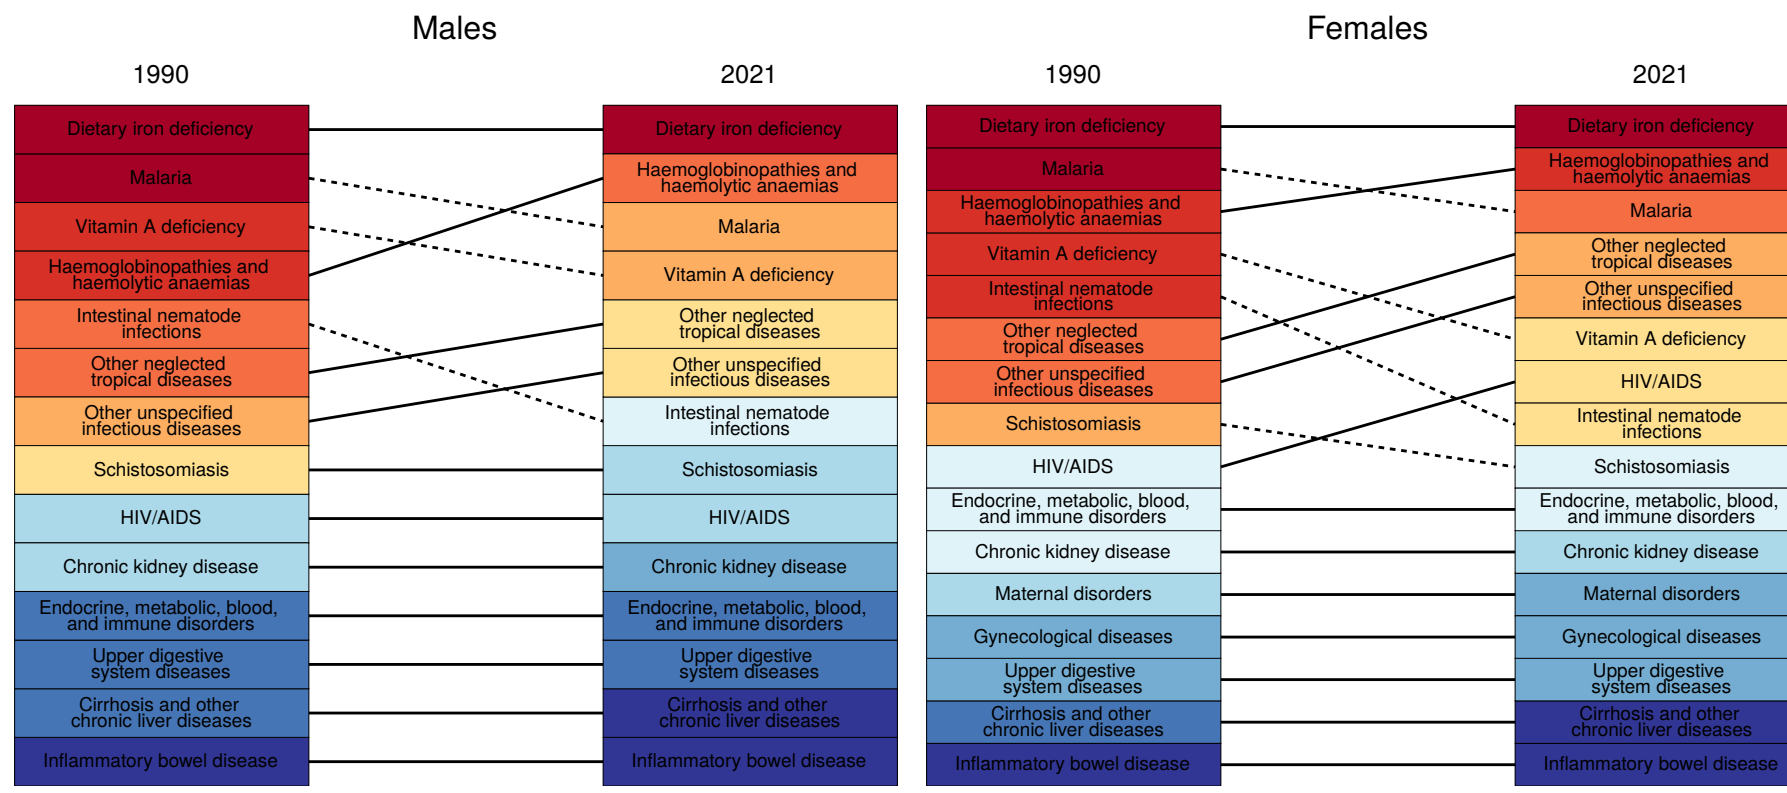 Males
1990
2021
Dietary iron deficiency
Malaria
Vitamin A deficiency
Haemoglobinopathies and
haemolytic anaemias
Intestinal nematode
infections
Other neglected
tropical diseases
Other unspecified
infectious diseases
Schistosomiasis
HIV/AIDS
Chronic kidney disease
Endocrine, metabolic, blood,
and immune disorders
Upper digestive
system diseases
Cirrhosis and other
chronic liver diseases
Inflammatory bowel disease
Dietary iron deficiency
Haemoglobinopathies and
haemolytic anaemias
Malaria
Vitamin A deficiency
Other neglected
tropical diseases
Other unspecified
infectious diseases
Intestinal nematode
infections
Schistosomiasis
HIV/AIDS
Chronic kidney disease
Endocrine, metabolic, blood,
and immune disorders
Upper digestive
system diseases
Cirrhosis and other
chronic liver diseases
Inflammatory bowel disease
Females
1990
2021
Dietary iron deficiency
Malaria
Haemoglobinopathies and
haemolytic anaemias
Vitamin A deficiency
Intestinal nematode
infections
Other neglected
tropical diseases
Other unspecified
infectious diseases
Schistosomiasis
HIV/AIDS
Endocrine, metabolic, blood,
and immune disorders
Chronic kidney disease
Maternal disorders
Gynecological diseases
Upper digestive
system diseases
Cirrhosis and other
chronic liver diseases
Inflammatory bowel disease
Dietary iron deficiency
Haemoglobinopathies and
haemolytic anaemias
Malaria
Other neglected
tropical diseases
Other unspecified
infectious diseases
Vitamin A deficiency
HIV/AIDS
Intestinal nematode
infections
Schistosomiasis
Endocrine, metabolic, blood,
and immune disorders
Chronic kidney disease
Maternal disorders
Gynecological diseases
Upper digestive
system diseases
Cirrhosis and other
chronic liver diseases
Inflammatory bowel disease